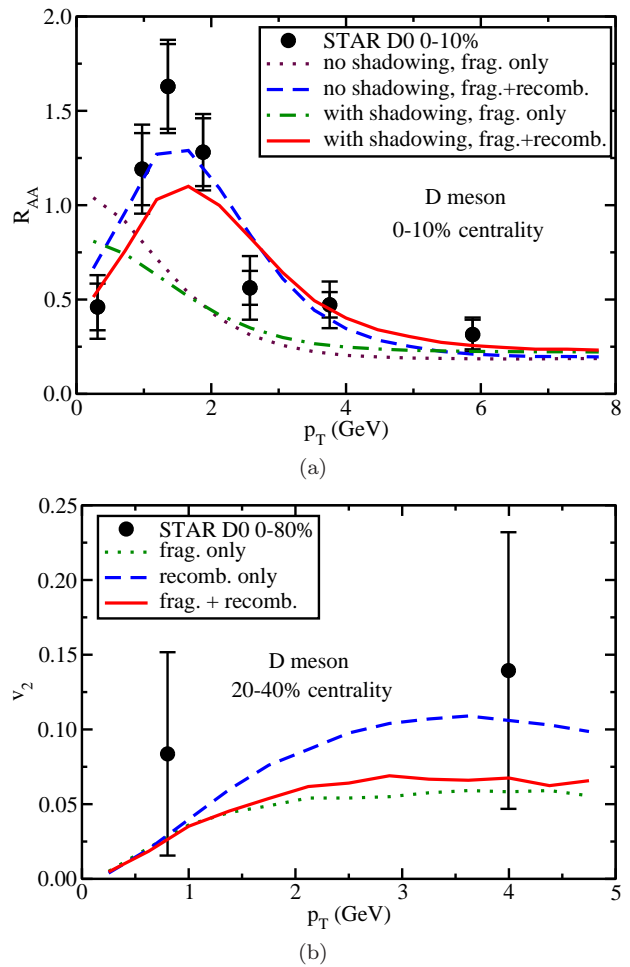 R_AA
2.0
1.5
1.0
0.5
0.0
STAR D0 0-10%
no shadowing, frag. only
no shadowing, frag.+recomb.
with shadowing, frag. only
with shadowing, frag.+recomb.
D meson
0-10% centrality
0 2 4 6 8
p_T (GeV)
(a)
v_2
0.25
0.20
0.15
0.10
0.05
0.00
STAR D0 0-80%
frag. only
recomb. only
frag. + recomb.
D meson
20-40% centrality
0 1 2 3 4 5
p_T (GeV)
(b)